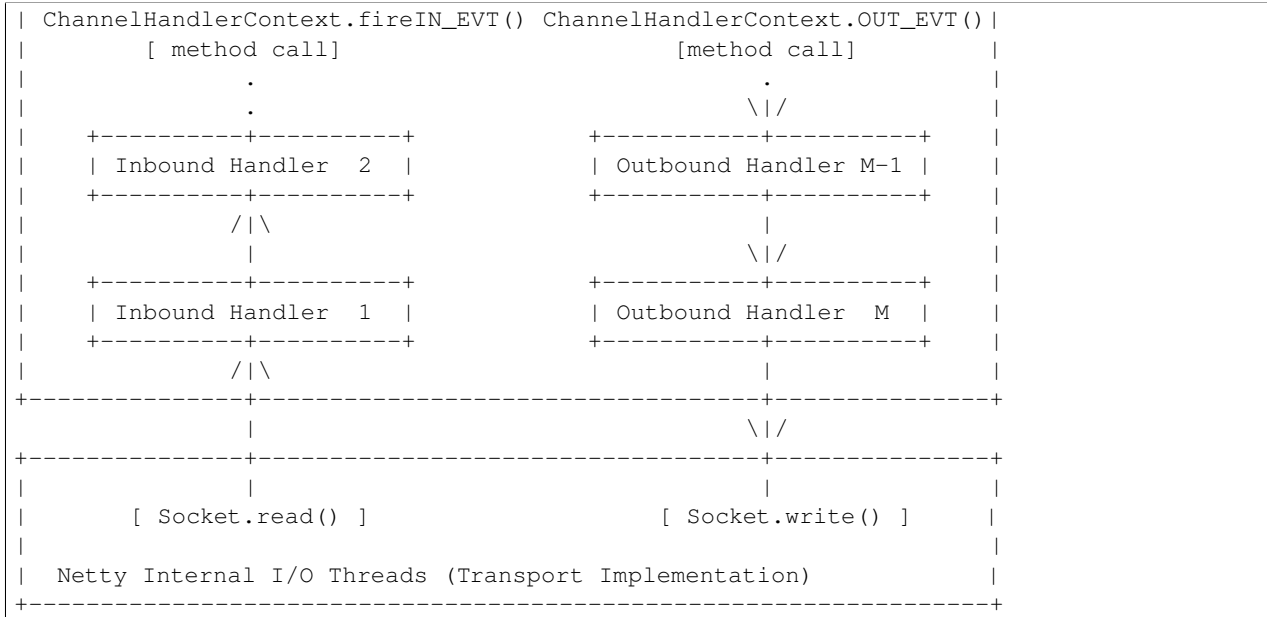 | ChannelHandlerContext.fireIN_EVT() ChannelHandlerContext.OUT_EVT()|
|        [ method call]                       [method call]         |
|               .                                   .               |
|               .                                  \|/              |
|    +----------+----------+            +-----------+----------+    |
|    | Inbound Handler  2  |            | Outbound Handler M-1 |    |
|    +----------+----------+            +-----------+----------+    |
|              /|\                                  |               |
|               |                                  \|/              |
|    +----------+----------+            +-----------+----------+    |
|    | Inbound Handler  1  |            | Outbound Handler  M  |    |
|    +----------+----------+            +-----------+----------+    |
|              /|\                                  |               |
+---------------+-----------------------------------+---------------+
                |                                  \|/
+---------------+-----------------------------------+---------------+
|               |                                   |               |
|       [ Socket.read() ]                    [ Socket.write() ]     |
|                                                                   |
|  Netty Internal I/O Threads (Transport Implementation)            |
+-------------------------------------------------------------------+